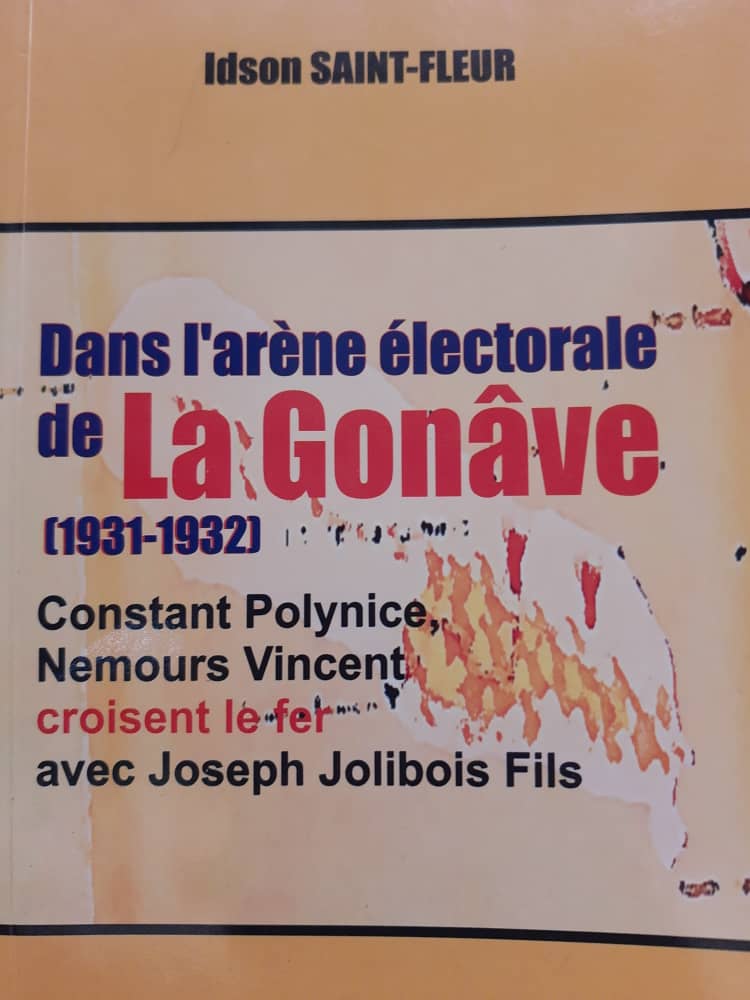 Idson SAINT-FLEUR
Dans l'arène électorale
de La Gonâve
(1931-1932)
Constant Polynice,
Nemours Vincent
croisent le fer
avec Joseph Jolibois Fils